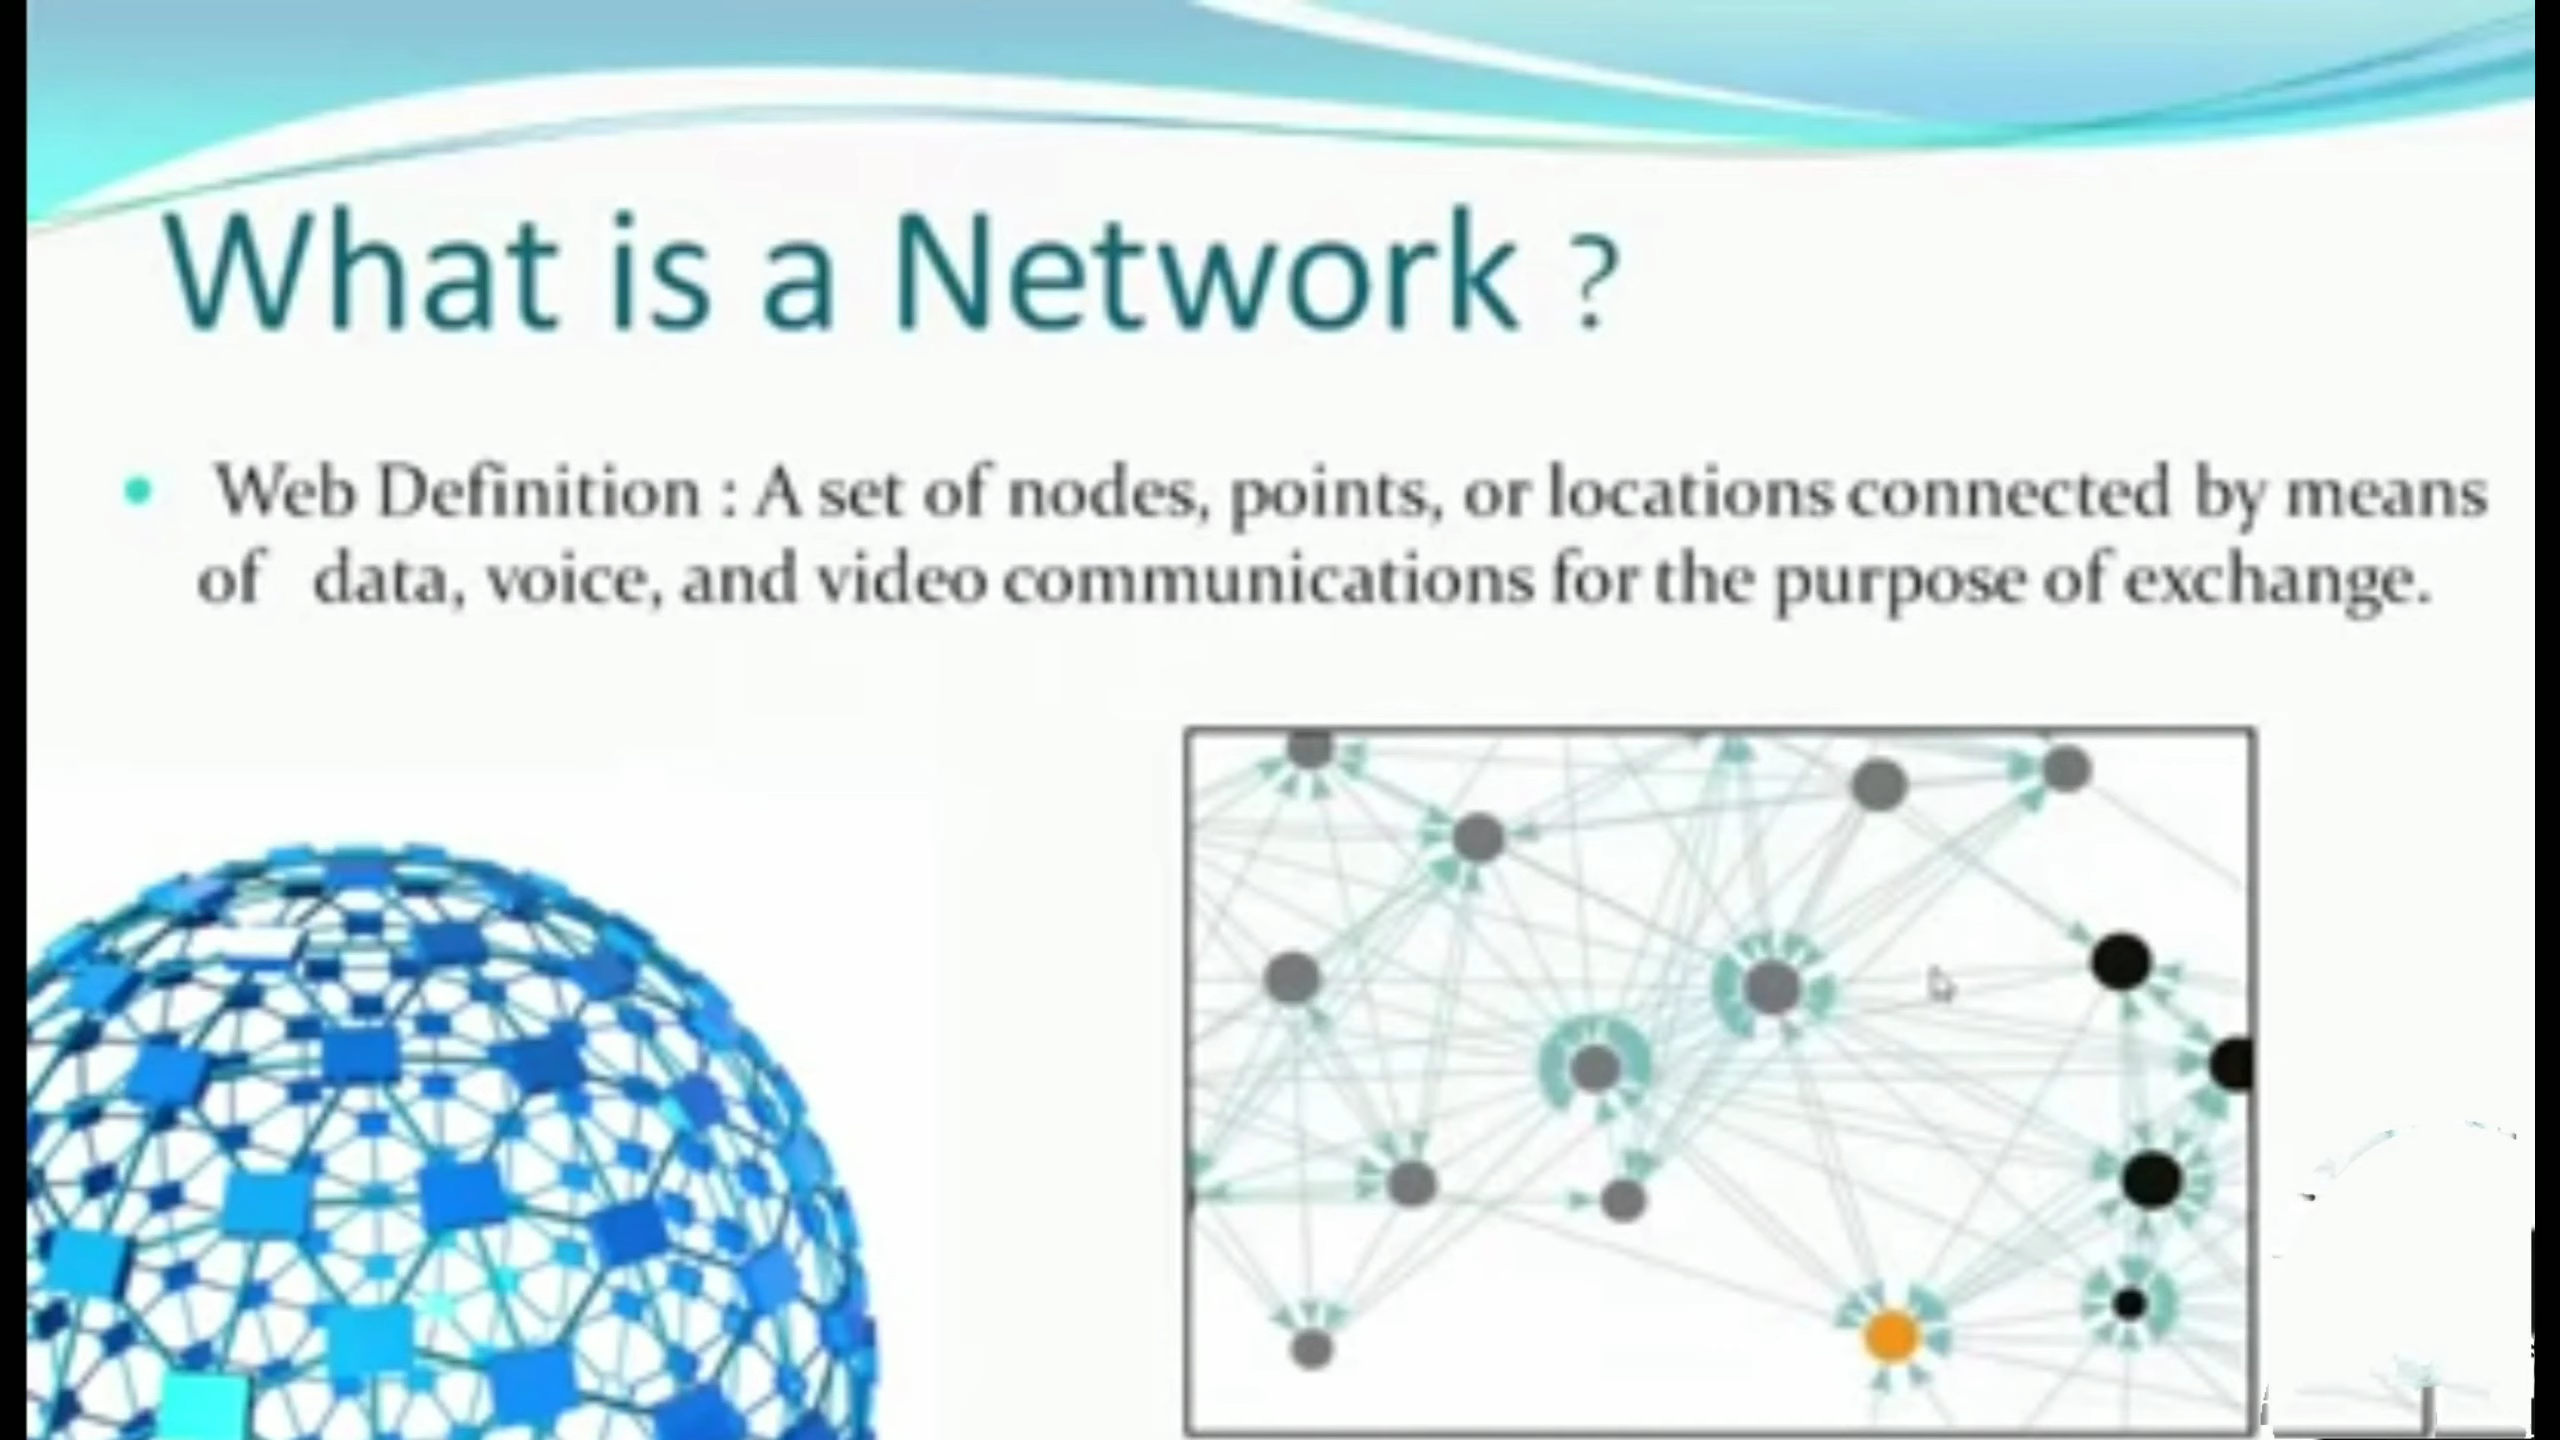 What is a Network ?
Web Definition : A set of nodes, points, or locations connected by means
of data, voice, and video communications for the purpose of exchange.